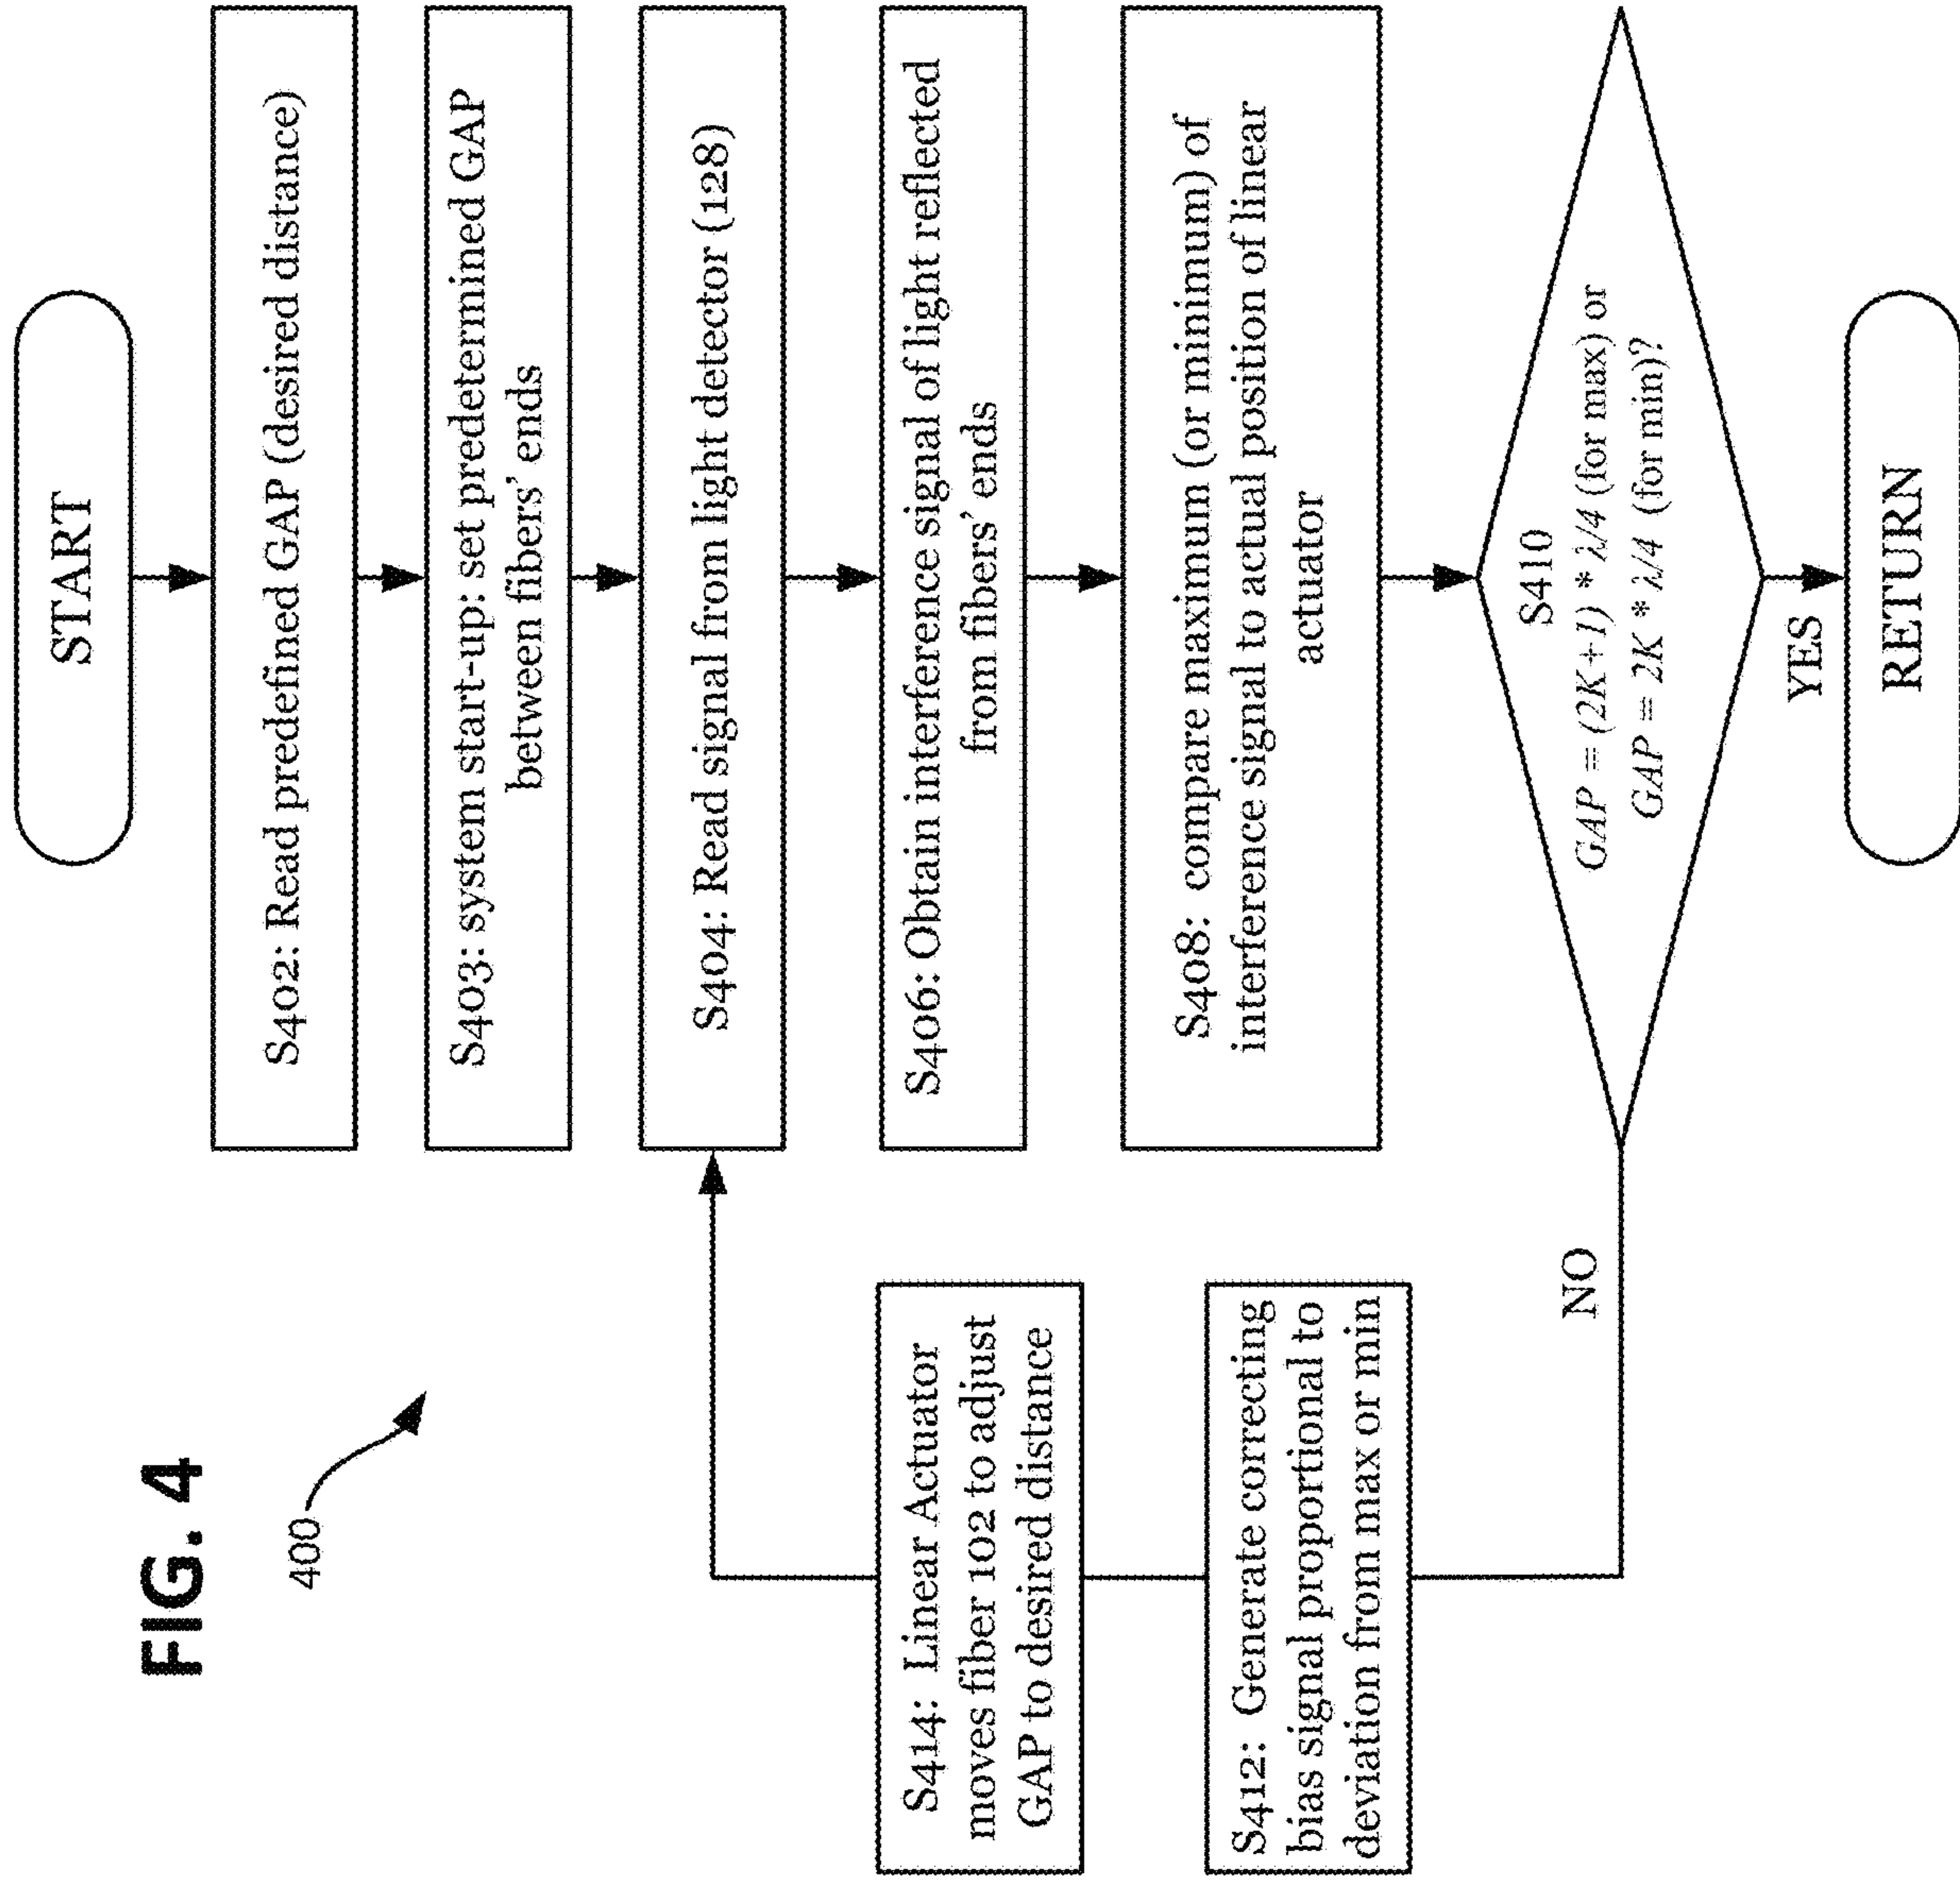 FIG. 4
400
START
S402: Read predefined GAP (desired distance)
S403: system start-up: set predetermined GAP
between fibers' ends
S404: Read signal from light detector (128)
S406: Obtain interference signal of light reflected
from fibers' ends
S408: compare maximum (or minimum) of
interference signal to actual position of linear
actuator
S410
GAP = (2K+1) * λ/4 (for max) or
GAP = 2K * λ/4 (for min)?
YES
RETURN
NO
S412: Generate correcting
bias signal proportional to
deviation from max or min
S414: Linear Actuator
moves fiber 102 to adjust
GAP to desired distance